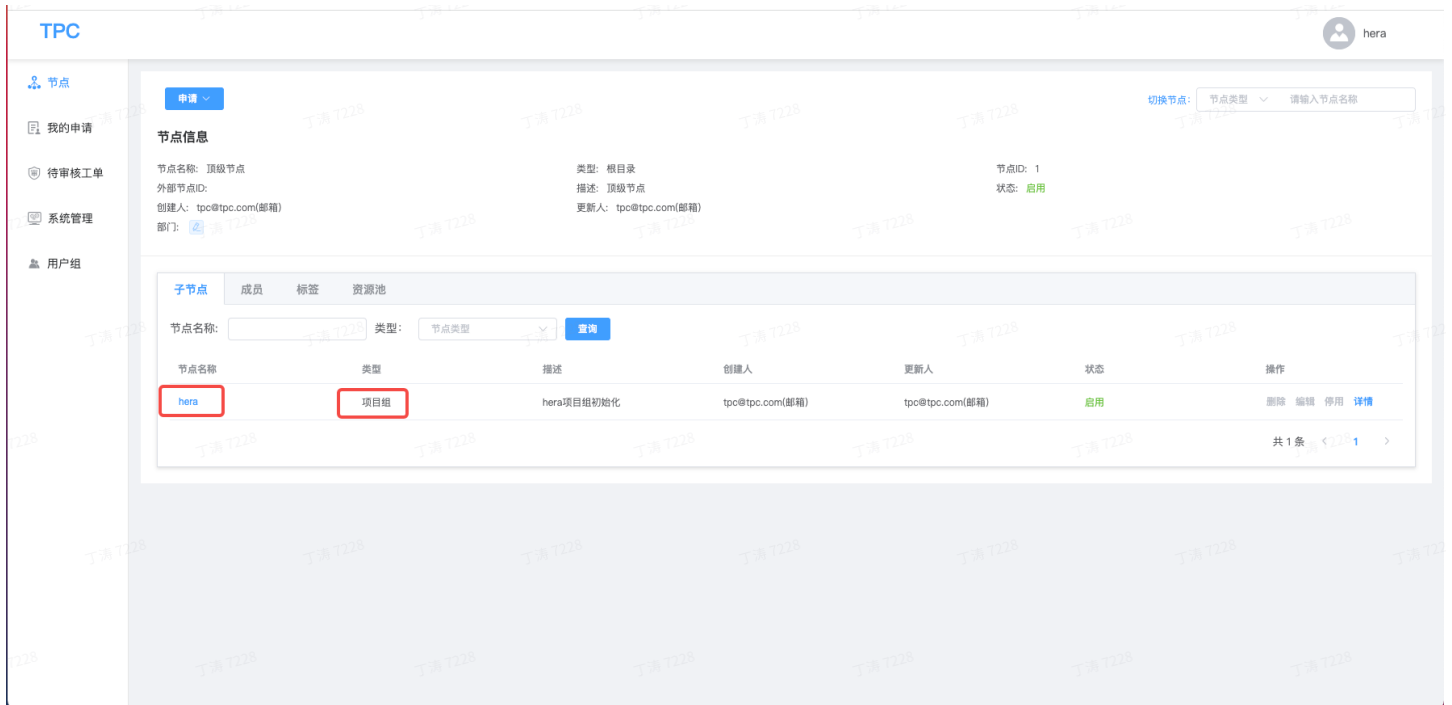 TPC
hera
节点
我的申请
待审核工单
系统管理
用户组
申请
切换节点: 节点类型 请输入节点名称
节点信息
节点名称: 顶级节点 类型: 根目录 节点ID: 1
外部节点ID: 描述: 顶级节点 状态: 启用
创建人: tpc@tpc.com(邮箱) 更新人: tpc@tpc.com(邮箱)
部门:
子节点 成员 标签 资源池
节点名称: 类型: 节点类型 查询
节点名称 类型 描述 创建人 更新人 状态 操作
hera 项目组 hera项目组初始化 tpc@tpc.com(邮箱) tpc@tpc.com(邮箱) 启用 删除 编辑 停用 详情
共 1 条 1
丁涛 7228